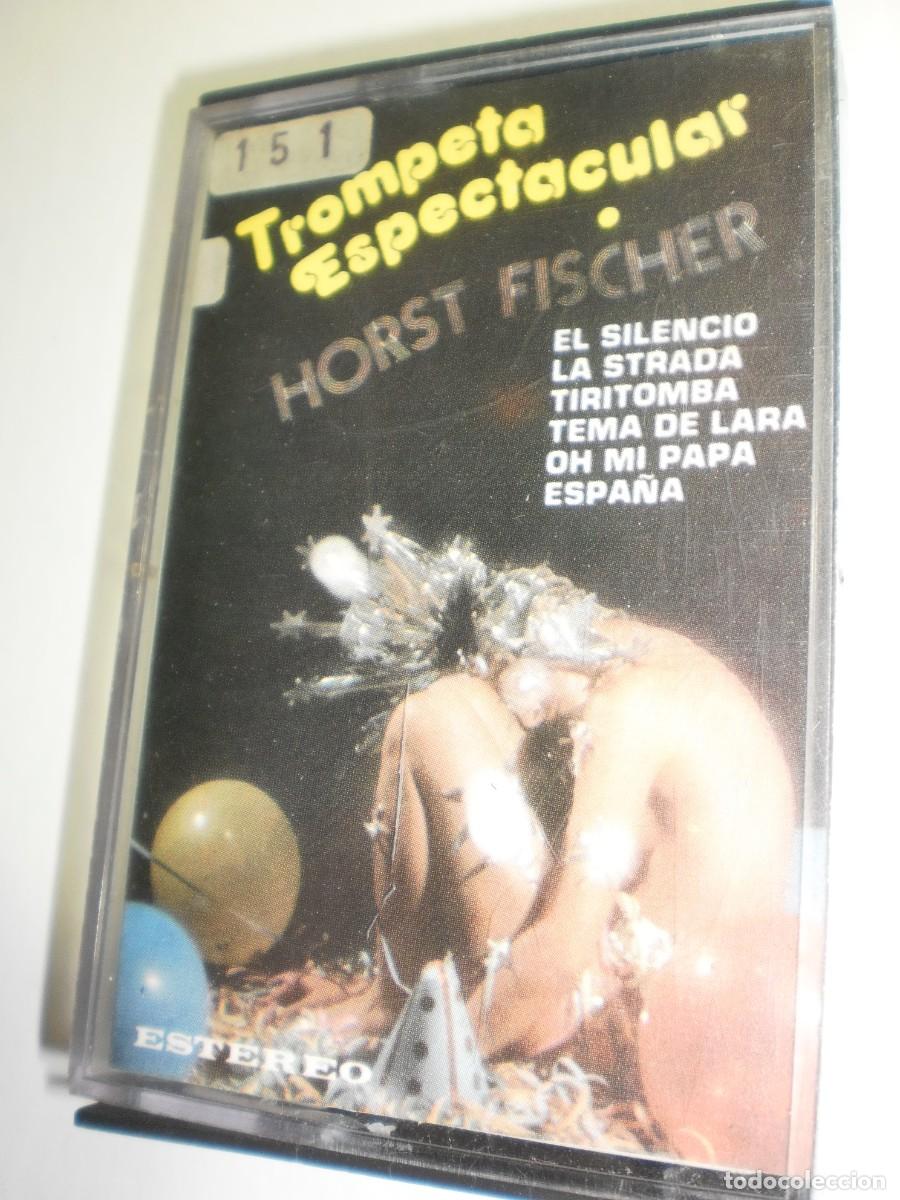 151
Trompeta
Espectacular
HORST FISCHER
EL SILENCIO
LA STRADA
TIRITOMBA
TEMA DE LARA
OH MI PAPA
ESPAÑA
ESTEREO
todocoleccion